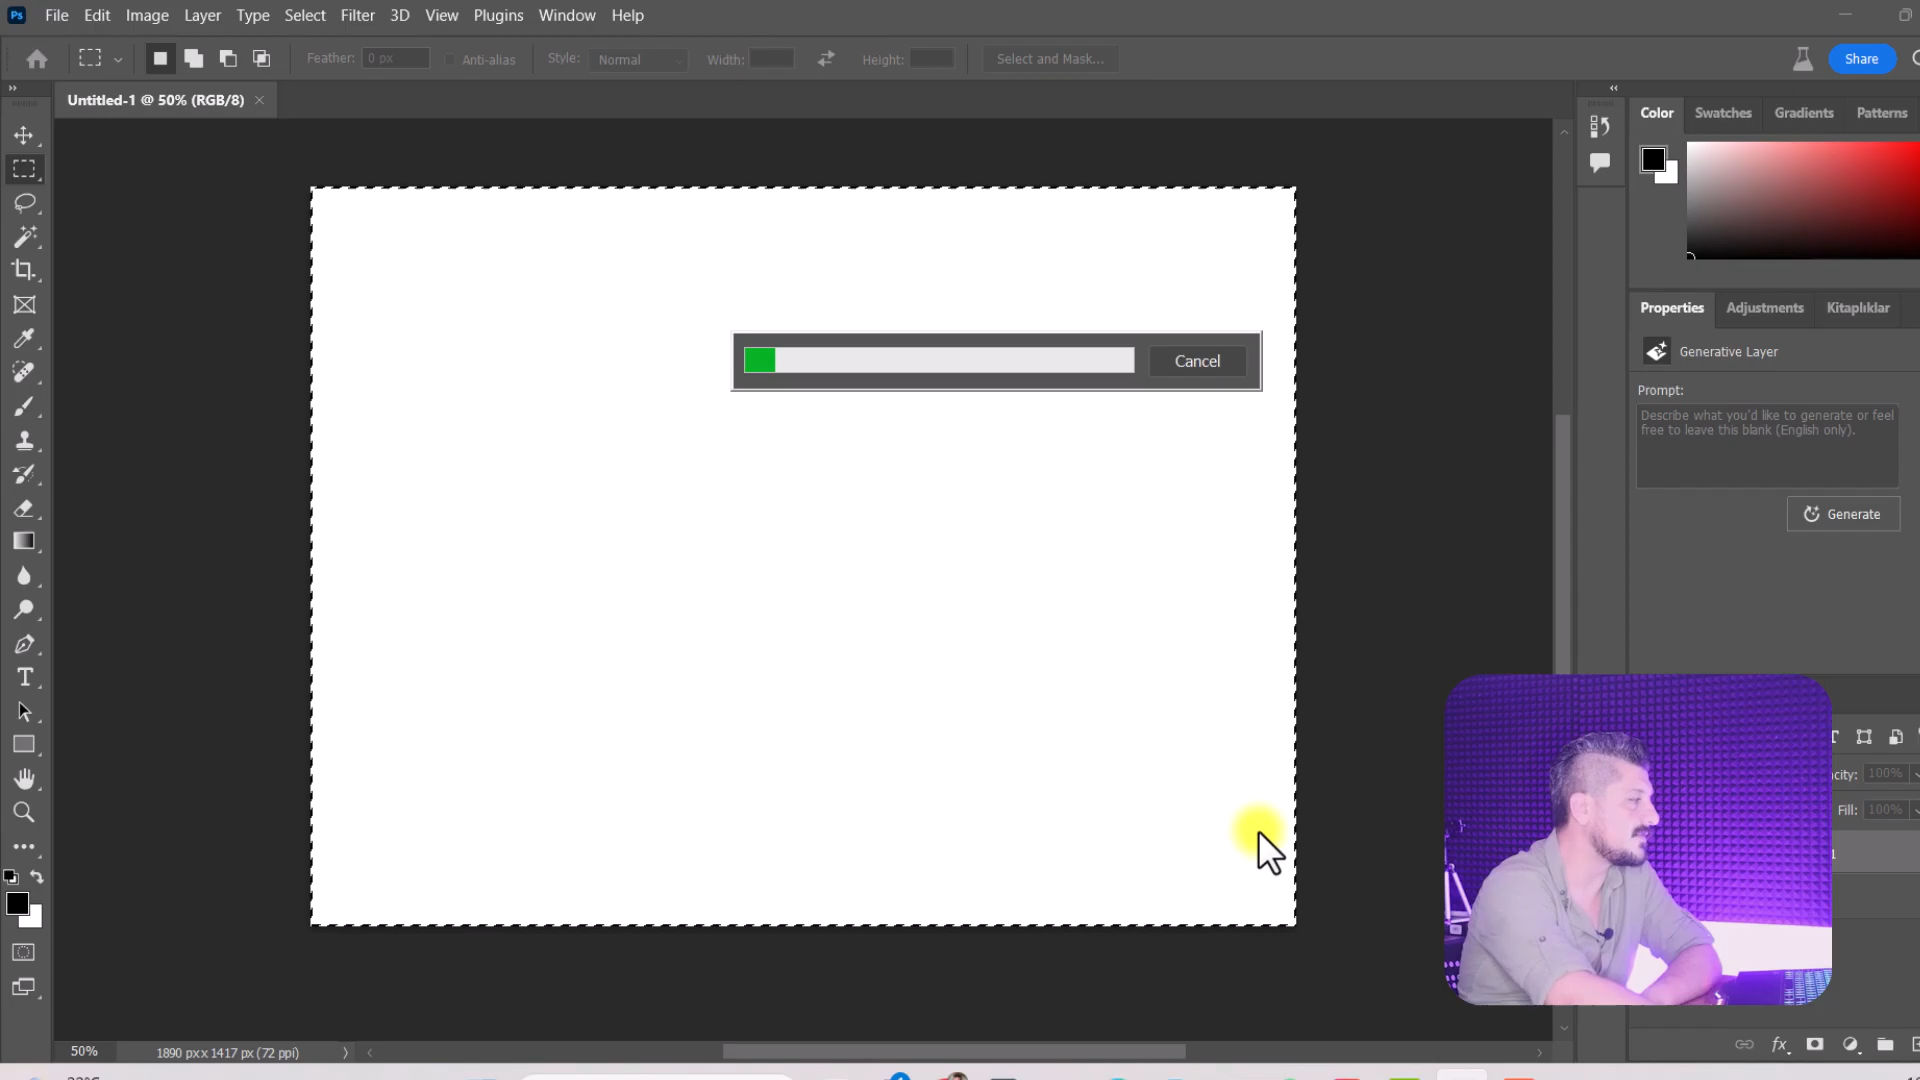 Ps File Edit Image Layer Type Select Filter 3D View Plugins Window Help
Feather: 0 px Anti-alias Style: Normal Width: Height: Select and Mask... Share
Untitled-1 @ 50% (RGB/8)
Color Swatches Gradients Patterns
Properties Adjustments Kitaplıklar
Generative Layer
Cancel
Prompt:
Describe what you'd like to generate or feel
free to leave this blank (English only).
Generate
100%
Fill: 100%
50% 1890 px x 1417 px (72 ppi)
fx